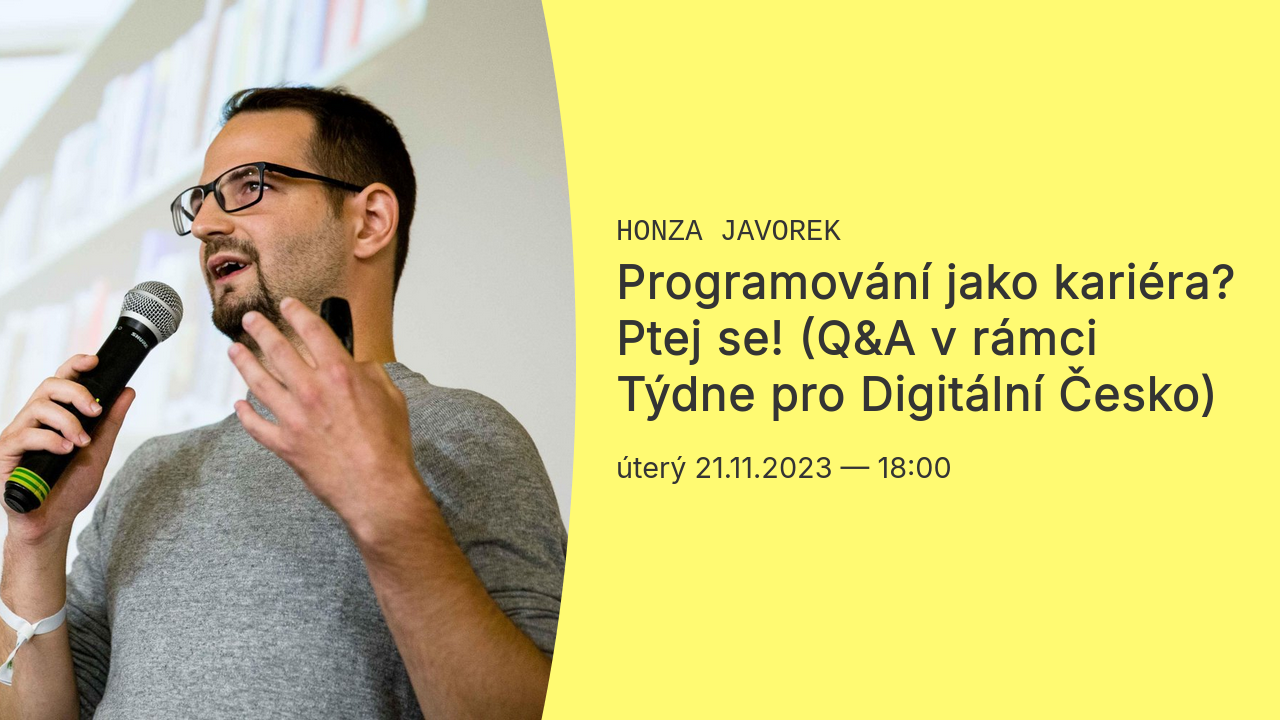 HONZA JAVOREK
Programování jako kariéra?
Ptej se! (Q&A v rámci
Týdne pro Digitální Česko)
úterý 21.11.2023 — 18:00